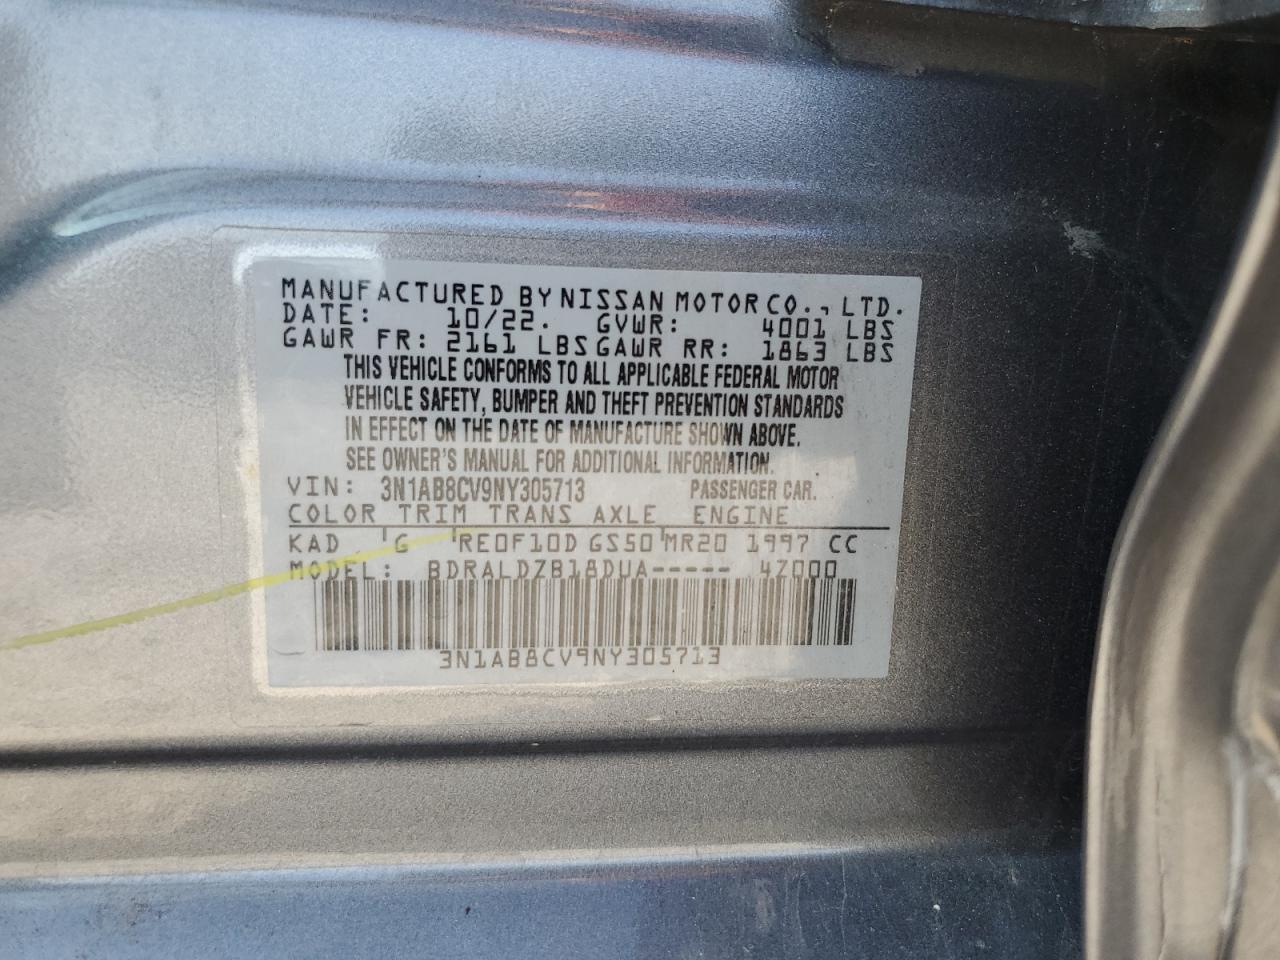 MANUFACTURED BY NISSAN MOTOR CO., LTD.
DATE: 10/22. GVWR: 4001 LBS
GAWR FR: 2161 LBS GAWR RR: 1863 LBS
THIS VEHICLE CONFORMS TO ALL APPLICABLE FEDERAL MOTOR
VEHICLE SAFETY, BUMPER AND THEFT PREVENTION STANDARDS
IN EFFECT ON THE DATE OF MANUFACTURE SHOWN ABOVE.
SEE OWNER'S MANUAL FOR ADDITIONAL INFORMATION.
VIN: 3N1AB8CV9NY305713 PASSENGER CAR.
COLOR TRIM TRANS AXLE ENGINE
KAD G RE0F10D GS50 MR20 1997 CC
MODEL: BDRALDZB18DUA----- 47000
3N1AB8CV9NY305713